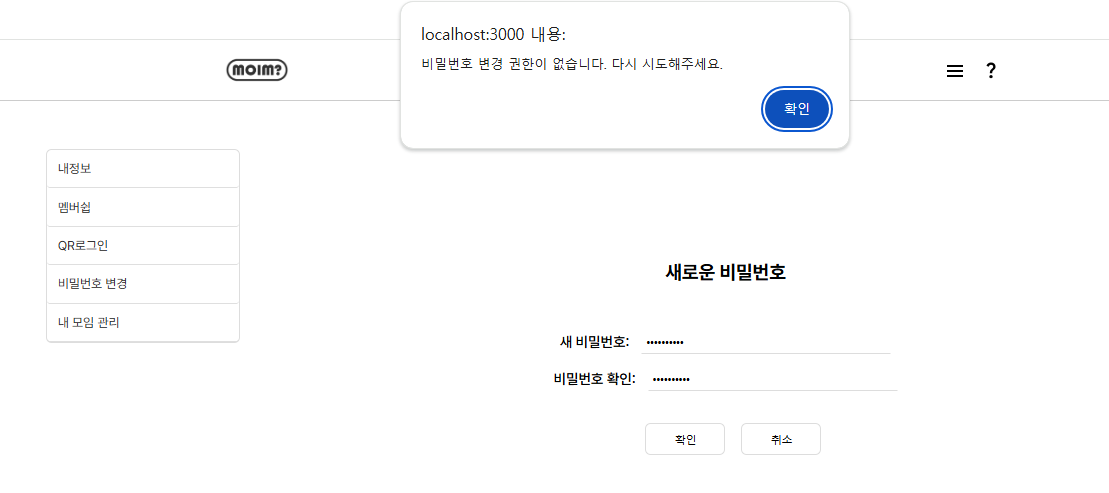 localhost:3000 내용:
비밀번호 변경 권한이 없습니다. 다시 시도해주세요.
확인
MOIM?
?
내정보
멤버쉽
QR로그인
비밀번호 변경
내 모임 관리
새로운 비밀번호
새 비밀번호: ••••••••••
비밀번호 확인: ••••••••••
확인 취소